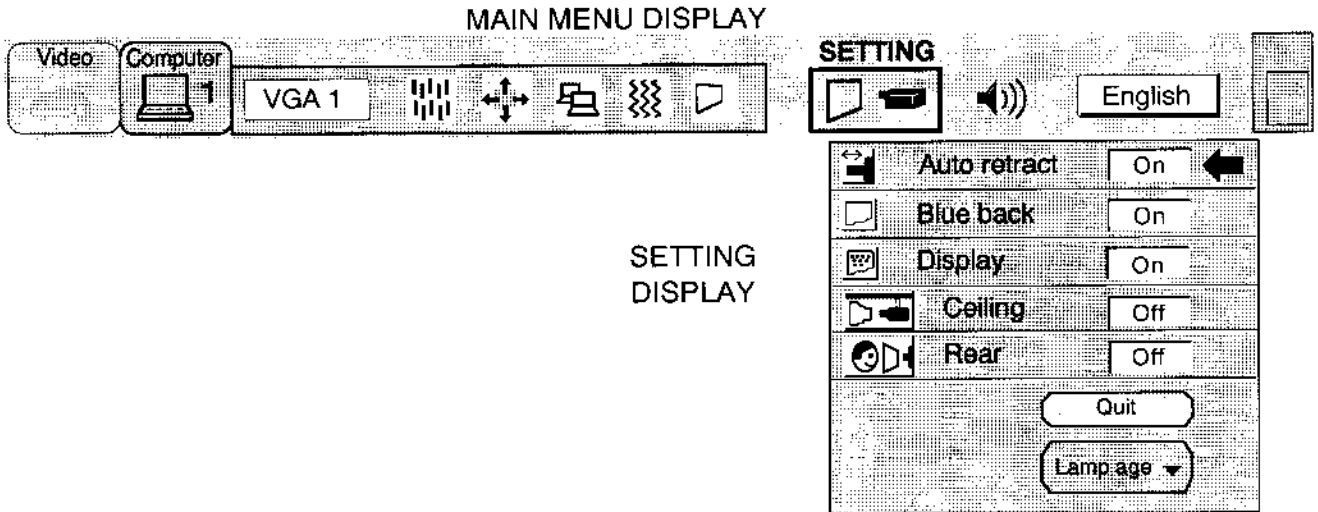 MAIN MENU DISPLAY
Video
Computer
1
VGA 1
SETTING
English
Auto retract On
Blue back On
SETTING
DISPLAY
Display On
Ceiling Off
Rear Off
Quit
Lamp age